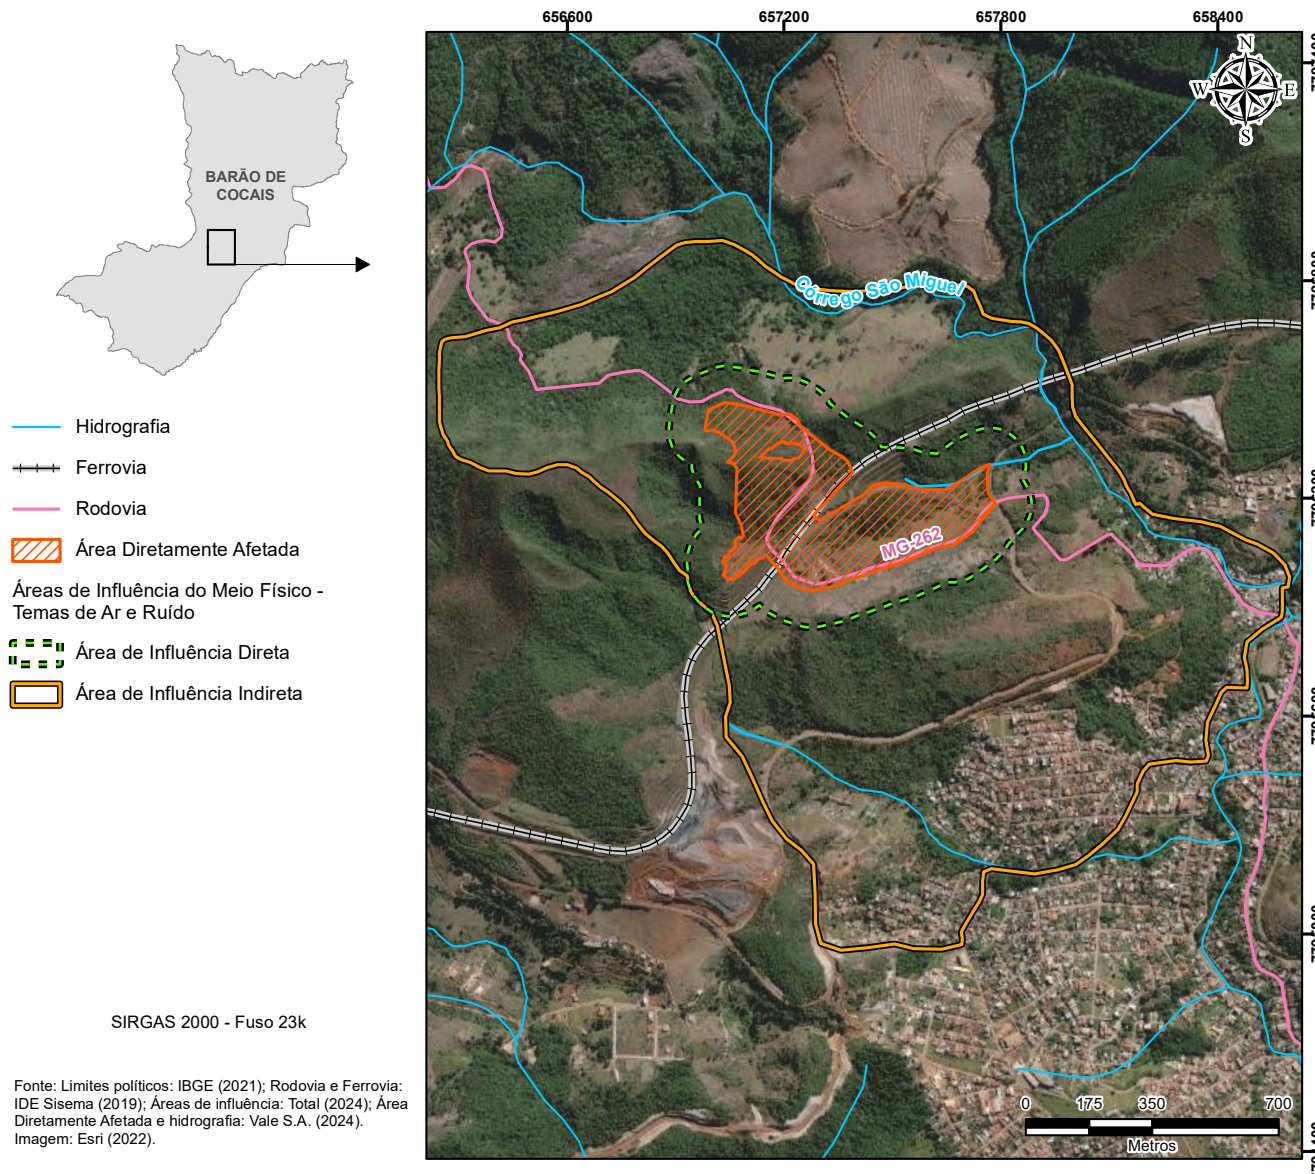 656600
657200
657800
658400
N
W
E
S
BARÃO DE
COCAIS
Córrego São Miguel
MG-262
Hidrografia
Ferrovia
Rodovia
Área Diretamente Afetada
Áreas de Influência do Meio Físico -
Temas de Ar e Ruído
Área de Influência Direta
Área de Influência Indireta
SIRGAS 2000 - Fuso 23k
Fonte: Limites políticos: IBGE (2021); Rodovia e Ferrovia:
IDE Sisema (2019); Áreas de influência: Total (2024); Área
Diretamente Afetada e hidrografia: Vale S.A. (2024).
Imagem: Esri (2022).
0
175
350
700
Metros